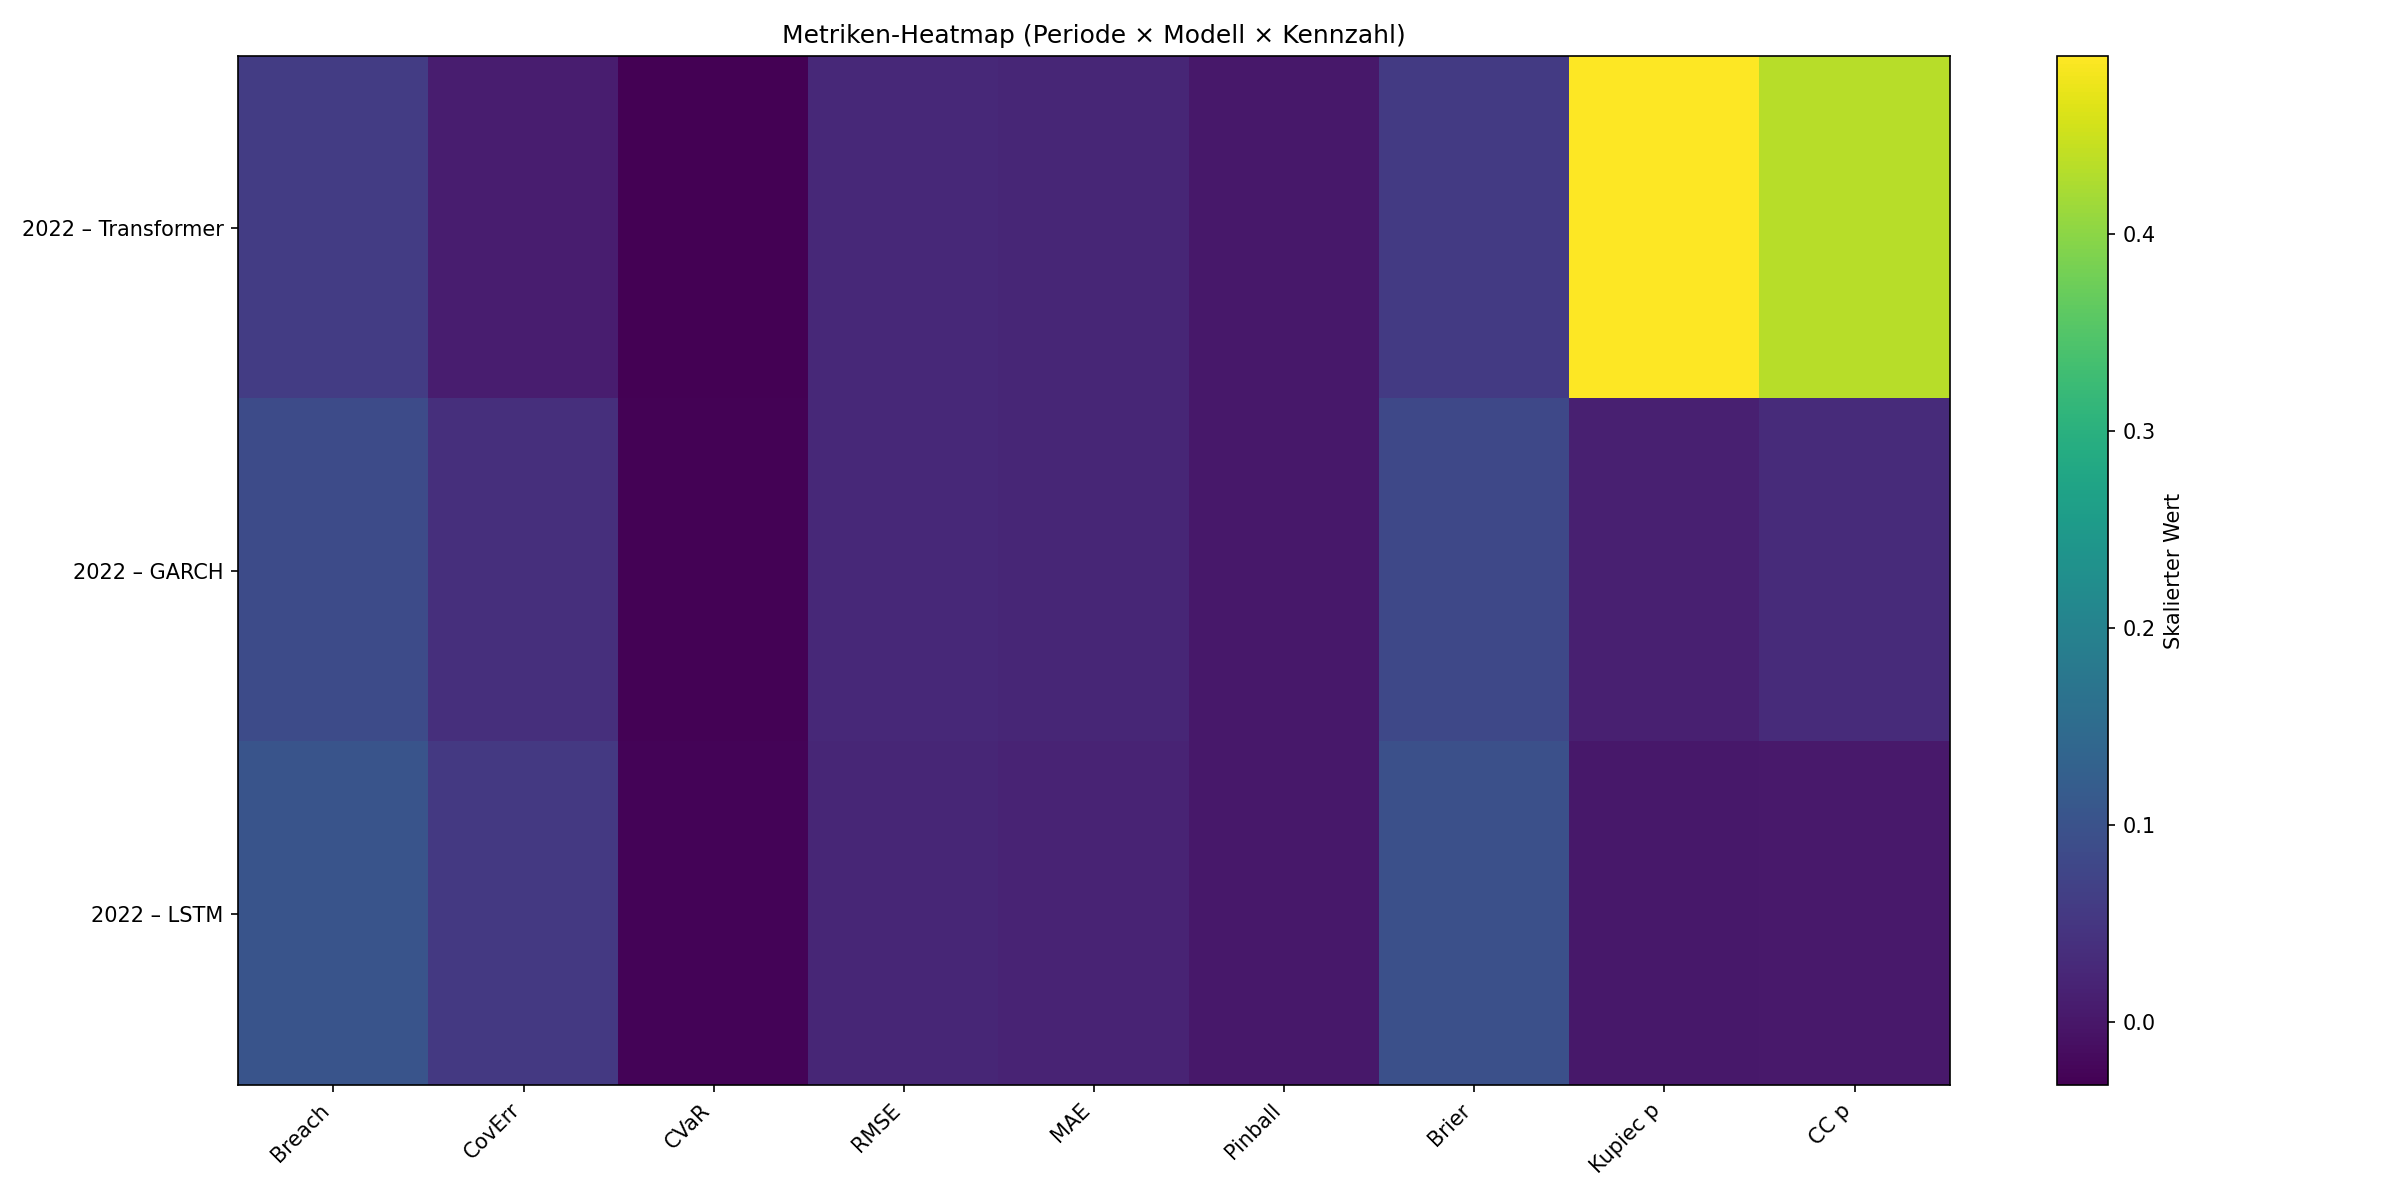 Metriken-Heatmap (Periode × Modell × Kennzahl)
2022 – Transformer
2022 – GARCH
2022 – LSTM
Breach
CovErr
CVaR
RMSE
MAE
Pinball
Brier
Kupiec p
CC p
0.4
0.3
0.2
0.1
0.0
Skalierter Wert